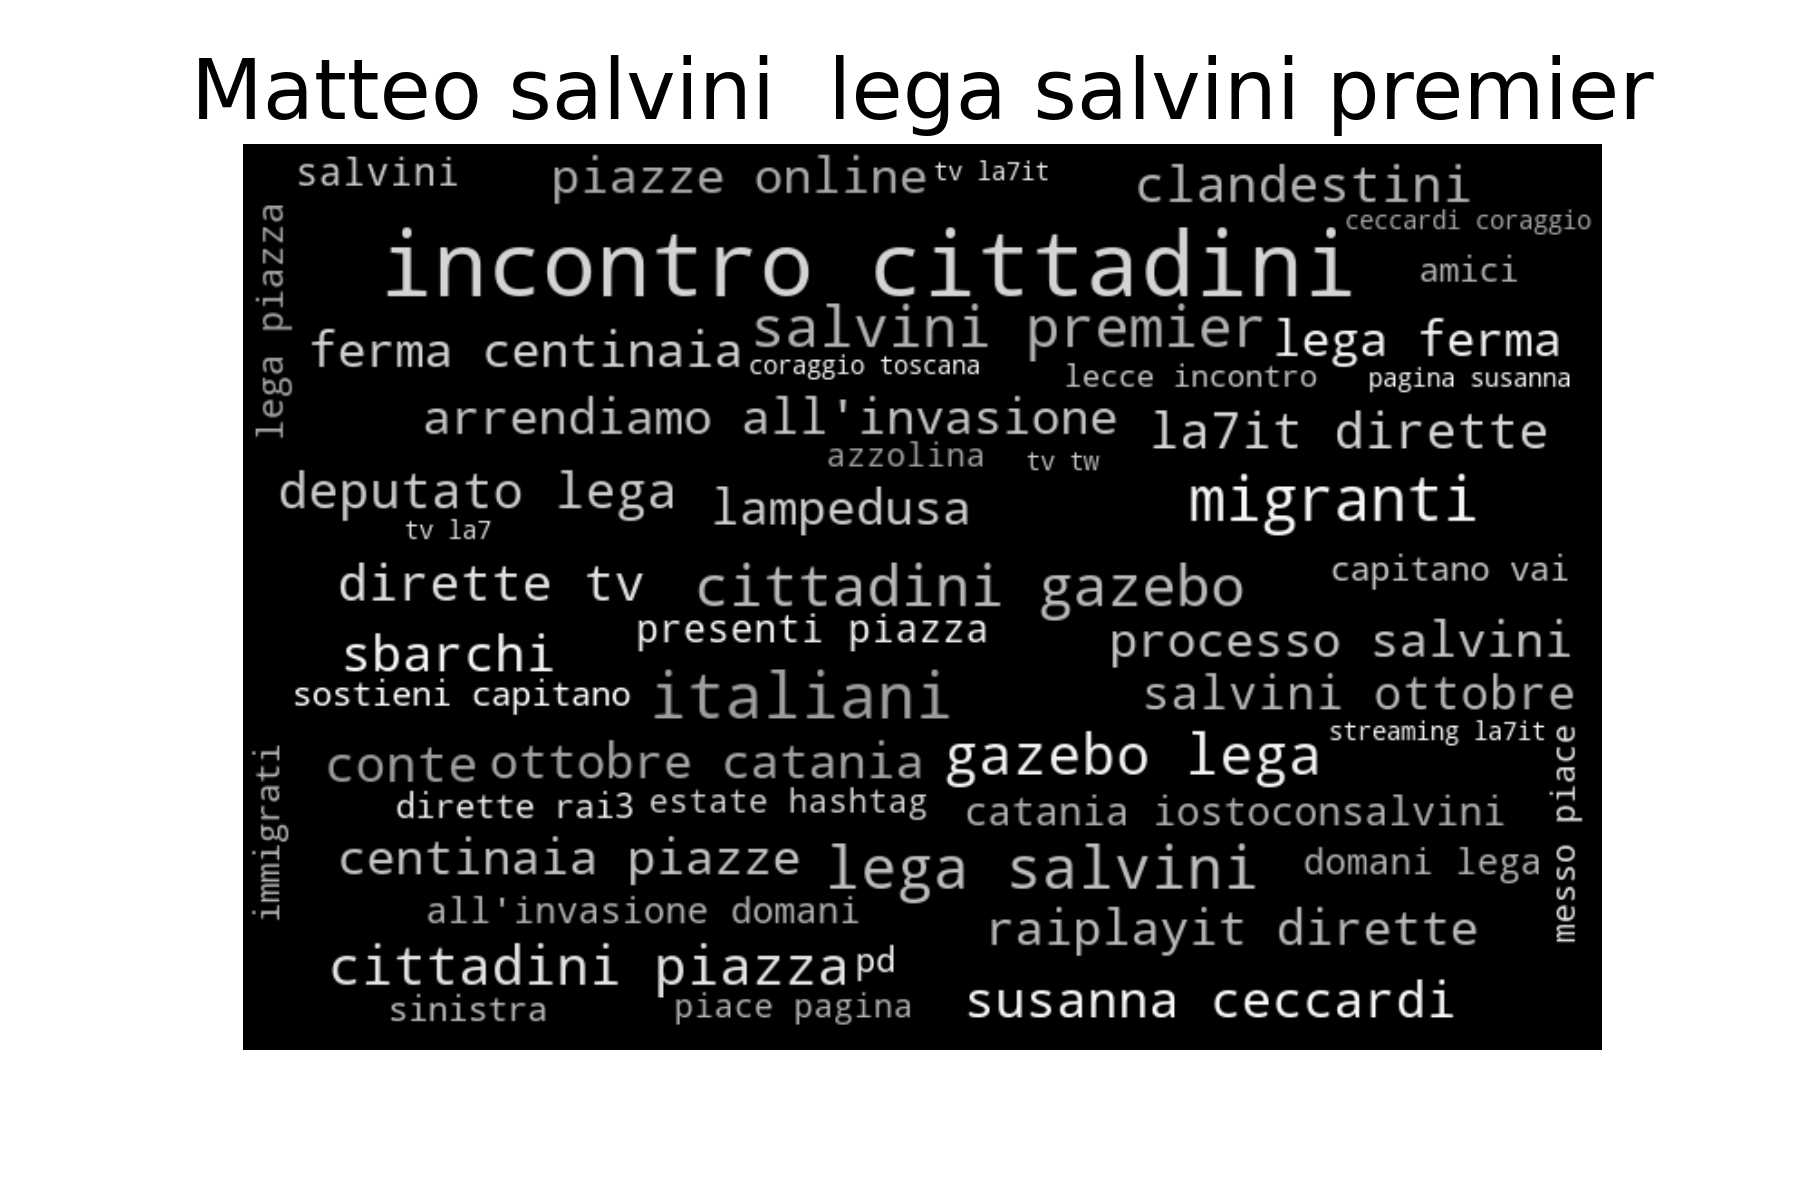 Matteo salvini  lega salvini premier
salvini
piazze online
tv la7it
clandestini
ceccardi coraggio
lega piazza
incontro cittadini
amici
salvini premier
ferma centinaia
lega ferma
coraggio toscana
lecce incontro
pagina susanna
arrendiamo all'invasione
la7it dirette
azzolina
tv tw
deputato lega
lampedusa
migranti
tv la7
dirette tv
cittadini gazebo
capitano vai
presenti piazza
sbarchi
processo salvini
sostieni capitano
italiani
salvini ottobre
streaming la7it
conte
ottobre catania
gazebo lega
messo piace
immigrati
dirette rai3
estate hashtag
catania iostoconsalvini
centinaia piazze
lega salvini
domani lega
all'invasione domani
raiplayit dirette
cittadini piazza
pd
sinistra
piace pagina
susanna ceccardi